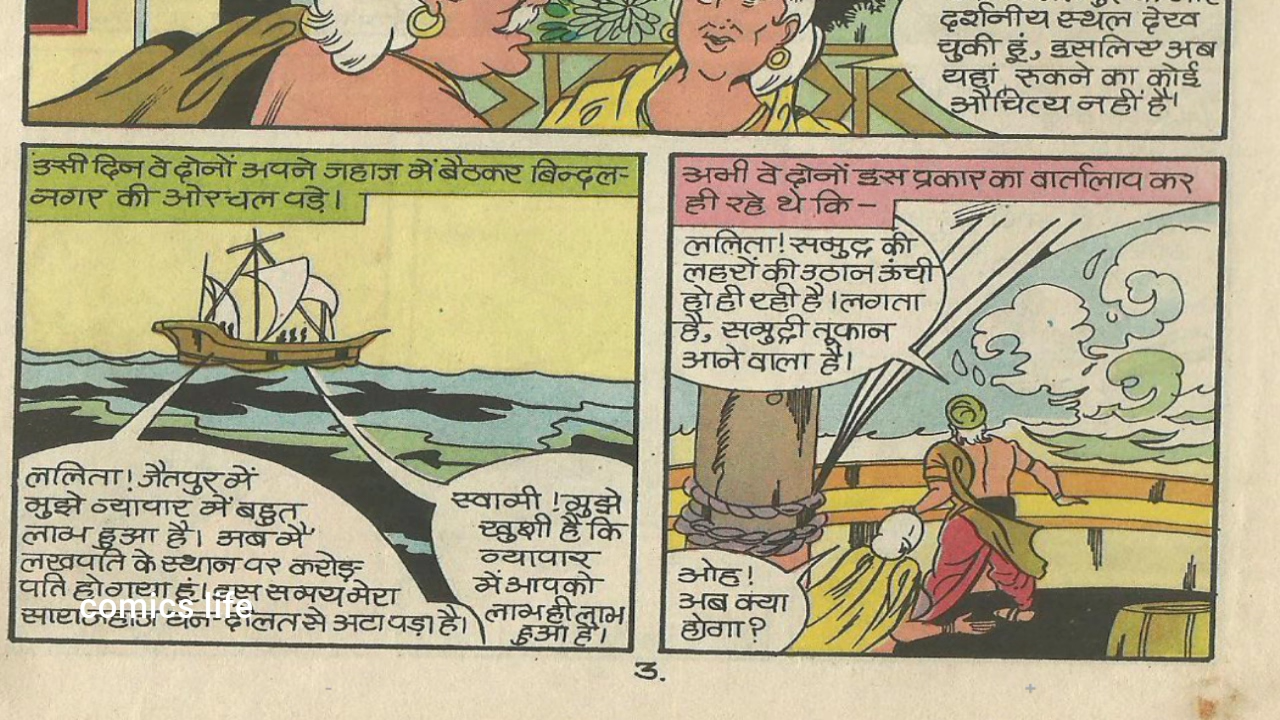 दर्शनीय स्थल देख
चुकी हूं, इसलिए अब
यहां, रुकने का कोई
औचित्य नहीं है।
उसी दिन वे दोनों अपने जहाज में बैठकर बिन्दल-
नगर की ओर चल पड़े।
ललिता! जैतपुर में
मुझे व्यापार में बहुत
लाभ हुआ है। अब मैं
लखपति के स्थान पर करोड़-
पति हो गया हूं। इस समय मेरा
सारा जहाज धन-दौलत से अटा पड़ा है।
स्वामी! मुझे
खुशी है कि
व्यापार
में आपको
लाभ ही लाभ
हुआ है।
अभी वे दोनों इस प्रकार का वार्तालाप कर
ही रहे थे कि -
ललिता! समुद्र की
लहरों की उठान ऊंची
हो ही रही है। लगता
है, समुद्री तूफान
आने वाला है।
ओह!
अब क्या
होगा?
comics life
3.